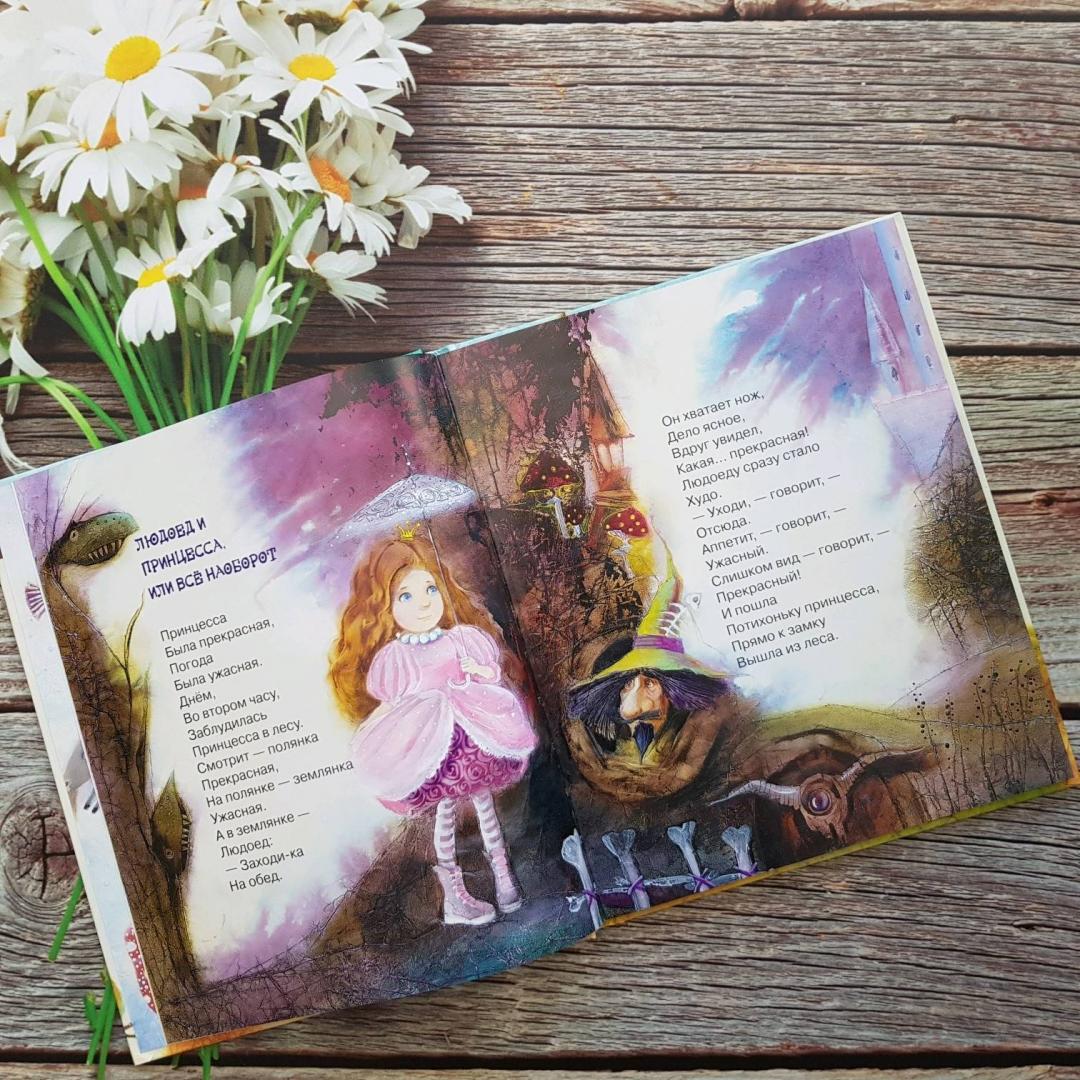 ЛЮДОЕД И
ПРИНЦЕССА,
ИЛИ ВСЁ НАОБОРОТ
Принцесса
Была прекрасная,
Погода
Была ужасная.
Днём,
Во втором часу,
Заблудилась
Принцесса в лесу.
Смотрит — полянка
Прекрасная,
На полянке — землянка
Ужасная.
А в землянке —
Людоед:
— Заходи-ка
На обед.
Он хватает нож,
Дело ясное,
Вдруг увидел,
Какая... прекрасная!
Людоеду сразу стало
Худо.
— Уходи, — говорит, —
Отсюда.
Аппетит, — говорит, —
Ужасный.
Слишком вид — говорит, —
Прекрасный!
И пошла
Потихоньку принцесса,
Прямо к замку
Вышла из леса.